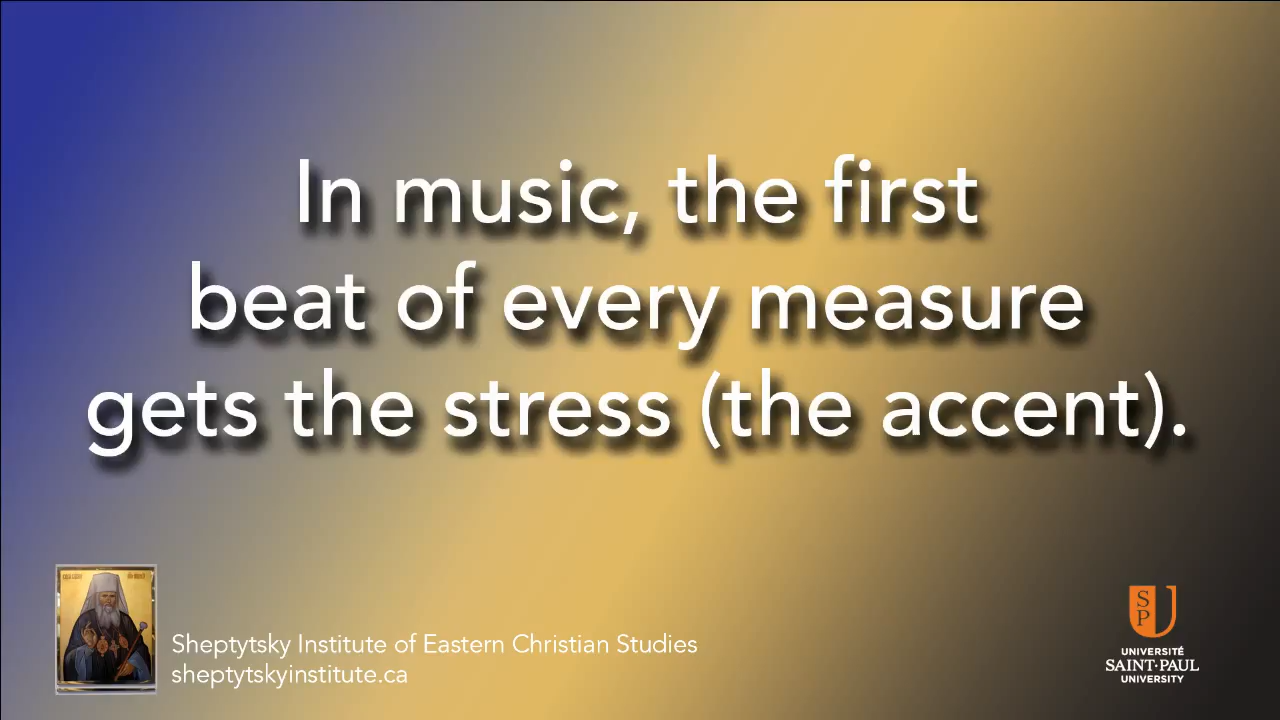 In music, the first
beat of every measure
gets the stress (the accent).
Sheptytsky Institute of Eastern Christian Studies
sheptytskyinstitute.ca
SP
UNIVERSITÉ
SAINT·PAUL
UNIVERSITY